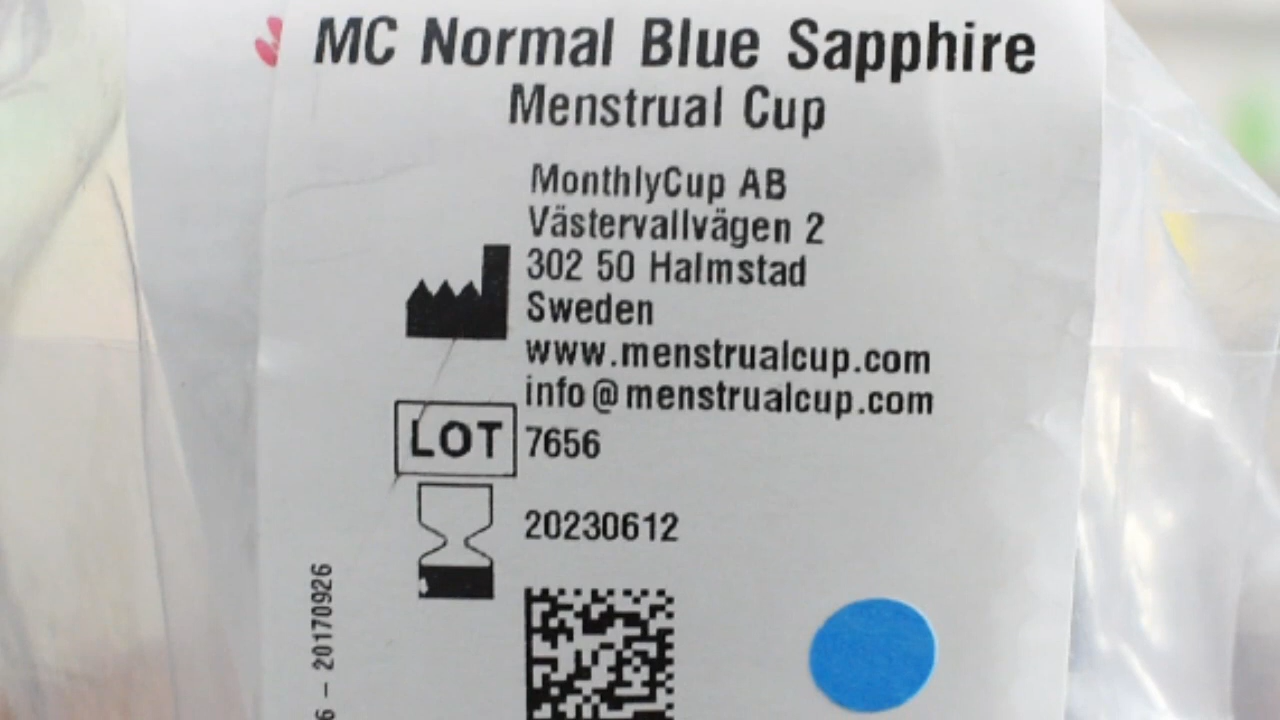 MC Normal Blue Sapphire
Menstrual Cup
MonthlyCup AB
Västervallvägen 2
302 50 Halmstad
Sweden
www.menstrualcup.com
info@menstrualcup.com
LOT 7656
20230612
6 – 20170926